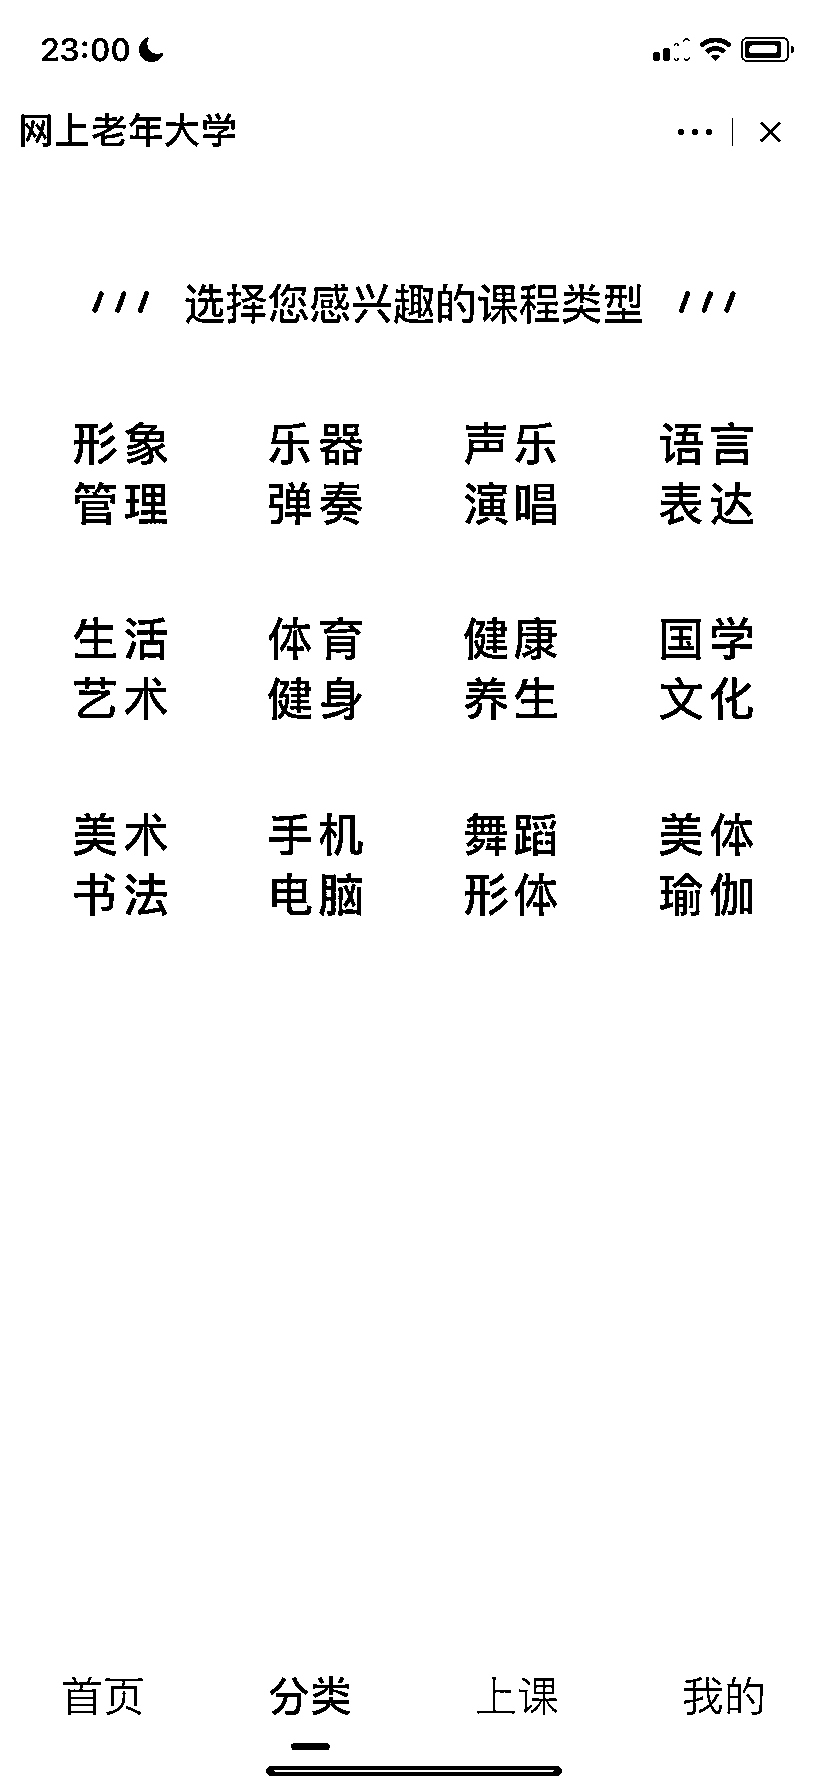 23:00
网上老年大学
选择您感兴趣的课程类型
形象 乐器 声乐 语言
管理 弹奏 演唱 表达
生活 体育 健康 国学
艺术 健身 养生 文化
美术 手机 舞蹈 美体
书法 电脑 形体 瑜伽
首页 分类 上课 我的